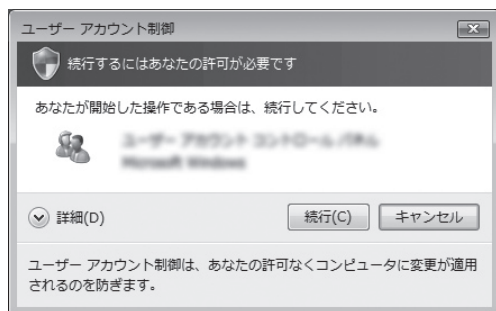 ユーザー アカウント制御
続行するにはあなたの許可が必要です
あなたが開始した操作である場合は、続行してください。
詳細(D)
続行(C)
キャンセル
ユーザー アカウント制御は、あなたの許可なくコンピュータに変更が適用
されるのを防ぎます。